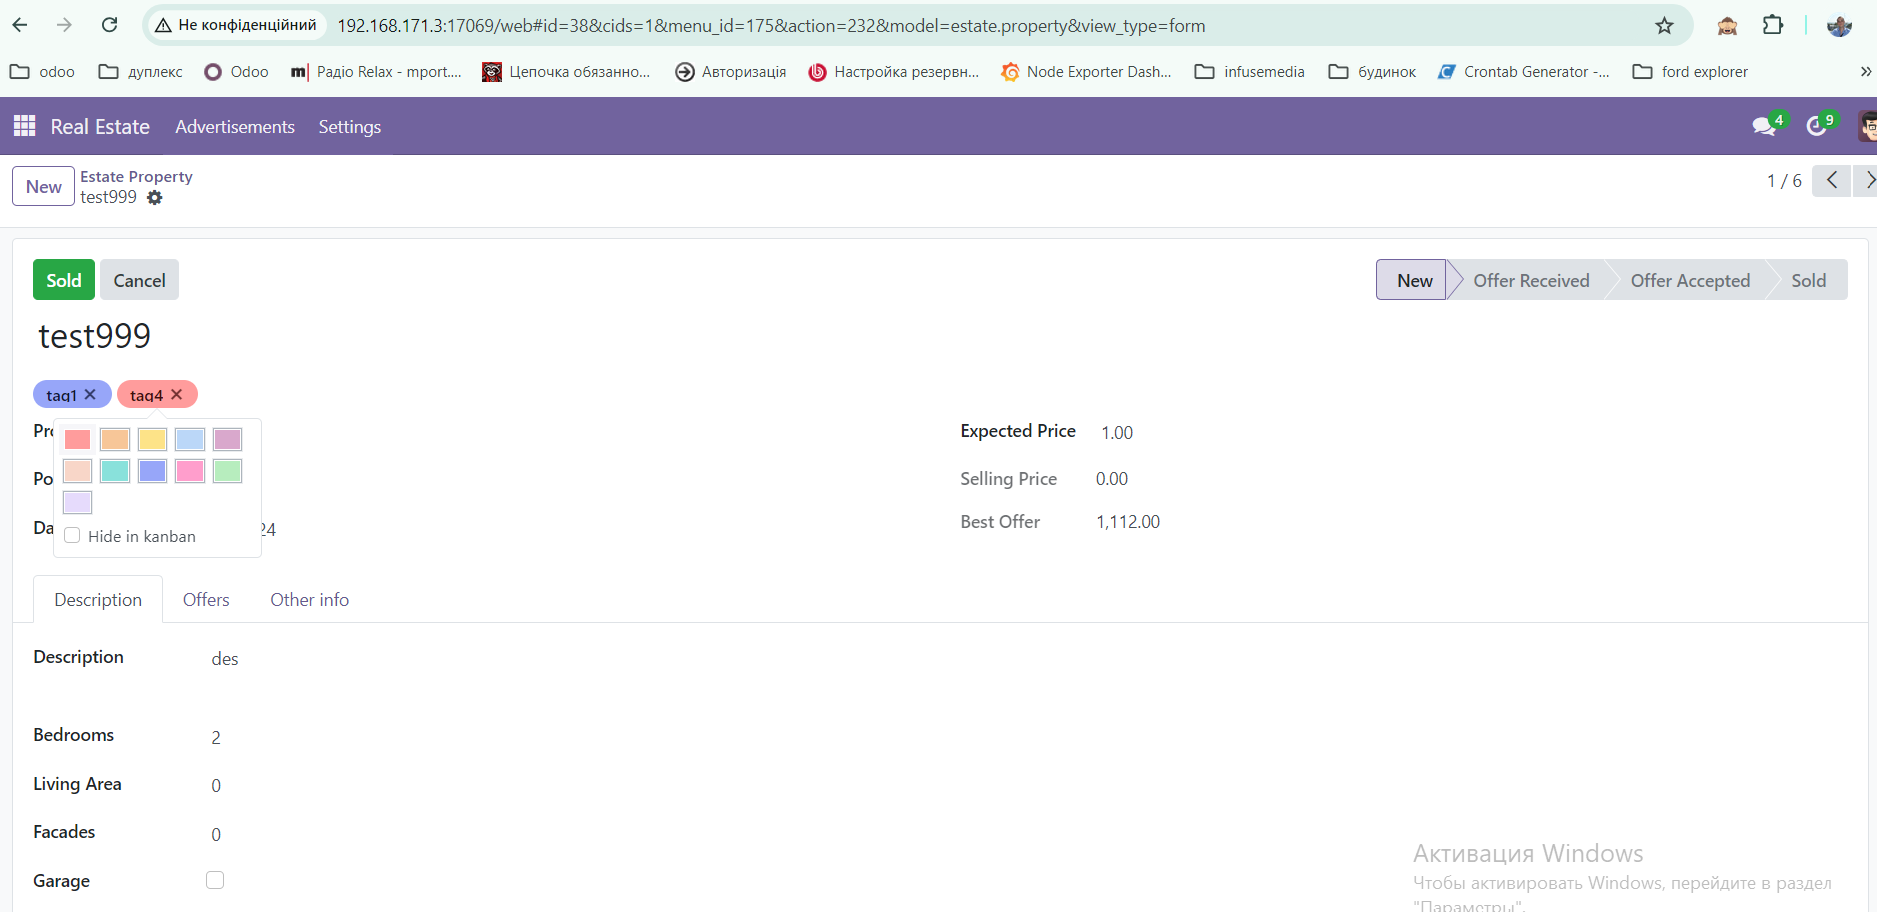 Не конфіденційний
192.168.171.3:17069/web#id=38&cids=1&menu_id=175&action=232&model=estate.property&view_type=form
odoo
дуплекс
Odoo
m| Радіо Relax - mport....
Цепочка обязанно...
Авторизація
Настройка резервн...
Node Exporter Dash...
infusemedia
будинок
Crontab Generator -...
ford explorer
»
Real Estate Advertisements Settings
4
9
New
Estate Property
test999
1 / 6
Sold Cancel
New Offer Received Offer Accepted Sold
test999
tag1
tag4
Pro
Expected Price 1.00
Po
Selling Price 0.00
Da
24
Best Offer 1,112.00
Hide in kanban
Description Offers Other info
Description des
Bedrooms 2
Living Area 0
Facades 0
Garage
Активация Windows
Чтобы активировать Windows, перейдите в раздел
"Параметры".